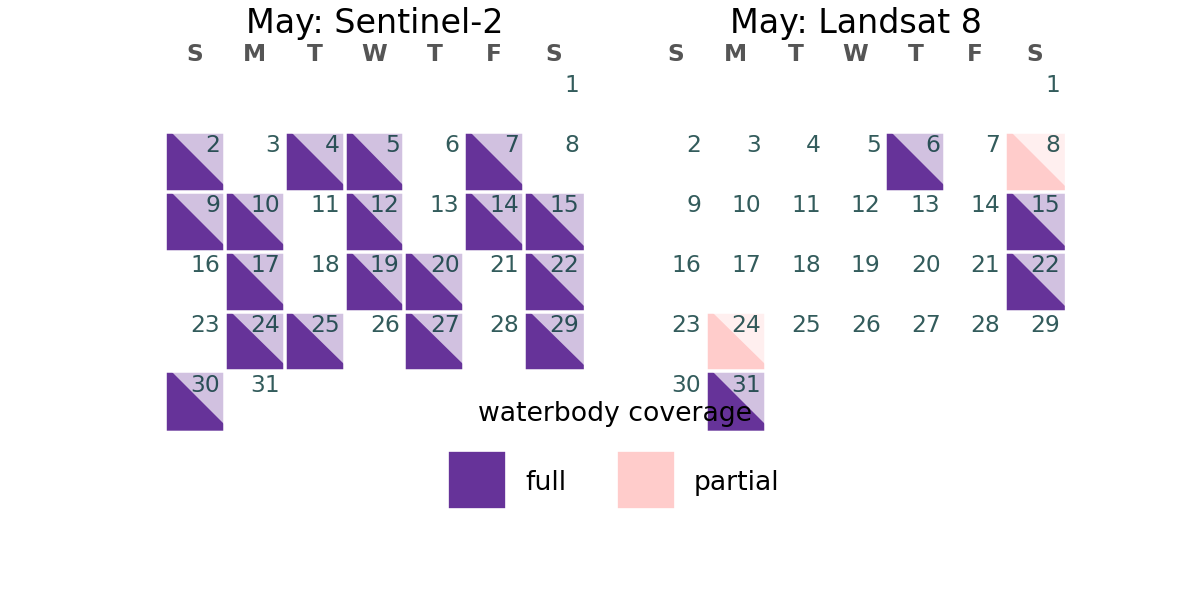 May: Sentinel-2
S M T W T F S
1
2 3 4 5 6 7 8
9 10 11 12 13 14 15
16 17 18 19 20 21 22
23 24 25 26 27 28 29
30 31
May: Landsat 8
S M T W T F S
1
2 3 4 5 6 7 8
9 10 11 12 13 14 15
16 17 18 19 20 21 22
23 24 25 26 27 28 29
30 31
waterbody coverage
full partial